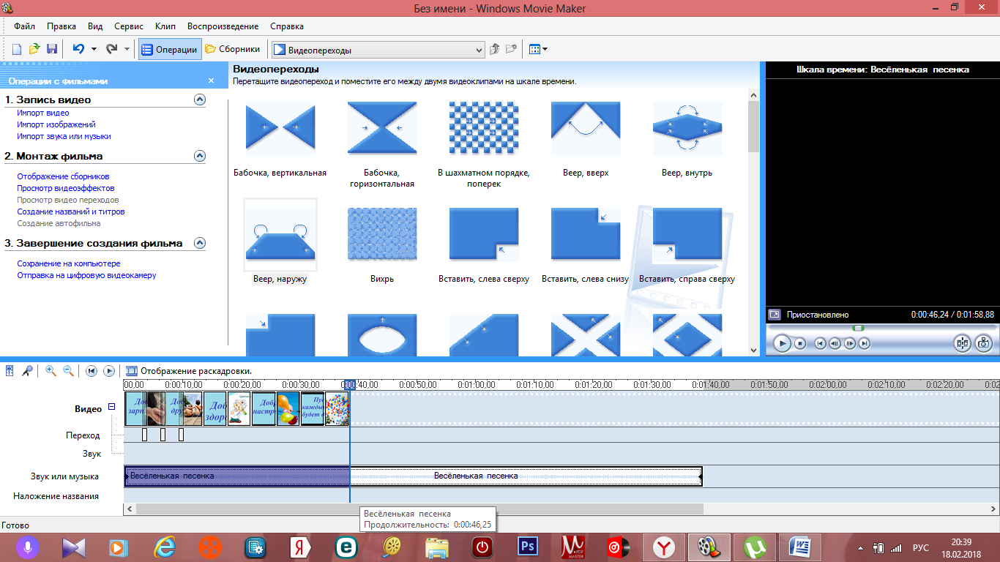 Без имени - Windows Movie Maker
Файл Правка Вид Сервис Клип Воспроизведение Справка
Операции Сборники Видеопереходы
Операции с фильмами
1. Запись видео
Импорт видео
Импорт изображений
Импорт звука или музыки
2. Монтаж фильма
Отображение сборников
Просмотр видеоэффектов
Просмотр видео переходов
Создание названий и титров
Создание автофильма
3. Завершение создания фильма
Сохранение на компьютере
Отправка на цифровую видеокамеру
Видеопереходы
Перетащите видеопереход и поместите его между двумя видеоклипами на шкале времени.
Бабочка, вертикальная
Бабочка,
горизонтальная
В шахматном порядке,
поперек
Веер, вверх
Веер, внутрь
Веер, наружу
Вихрь
Вставить, слева сверху
Вставить, слева снизу
Вставить, справа сверху
Шкала времени: Весёленькая песенка
Приостановлено 0:00:46,24 / 0:01:58,88
Отображение раскадровки.
00,00 0:00:10,00 0:00:20,00 0:00:30,00 0:00:40,00 0:00:50,00 0:01:00,00 0:01:10,00 0:01:20,00 0:01:30,00 0:01:40,00 0:01:50,00 0:02:00,00 0:02:10,00 0:02:20,00 0:02
Видео
Переход
Звук
Звук или музыка
Весёленькая песенка Весёленькая песенка
Наложение названия
Весёленькая песенка
Продолжительность: 0:00:46,25
Готово
Я e Ps PDF MASTER Y W
РУС
20:39
18.02.2018